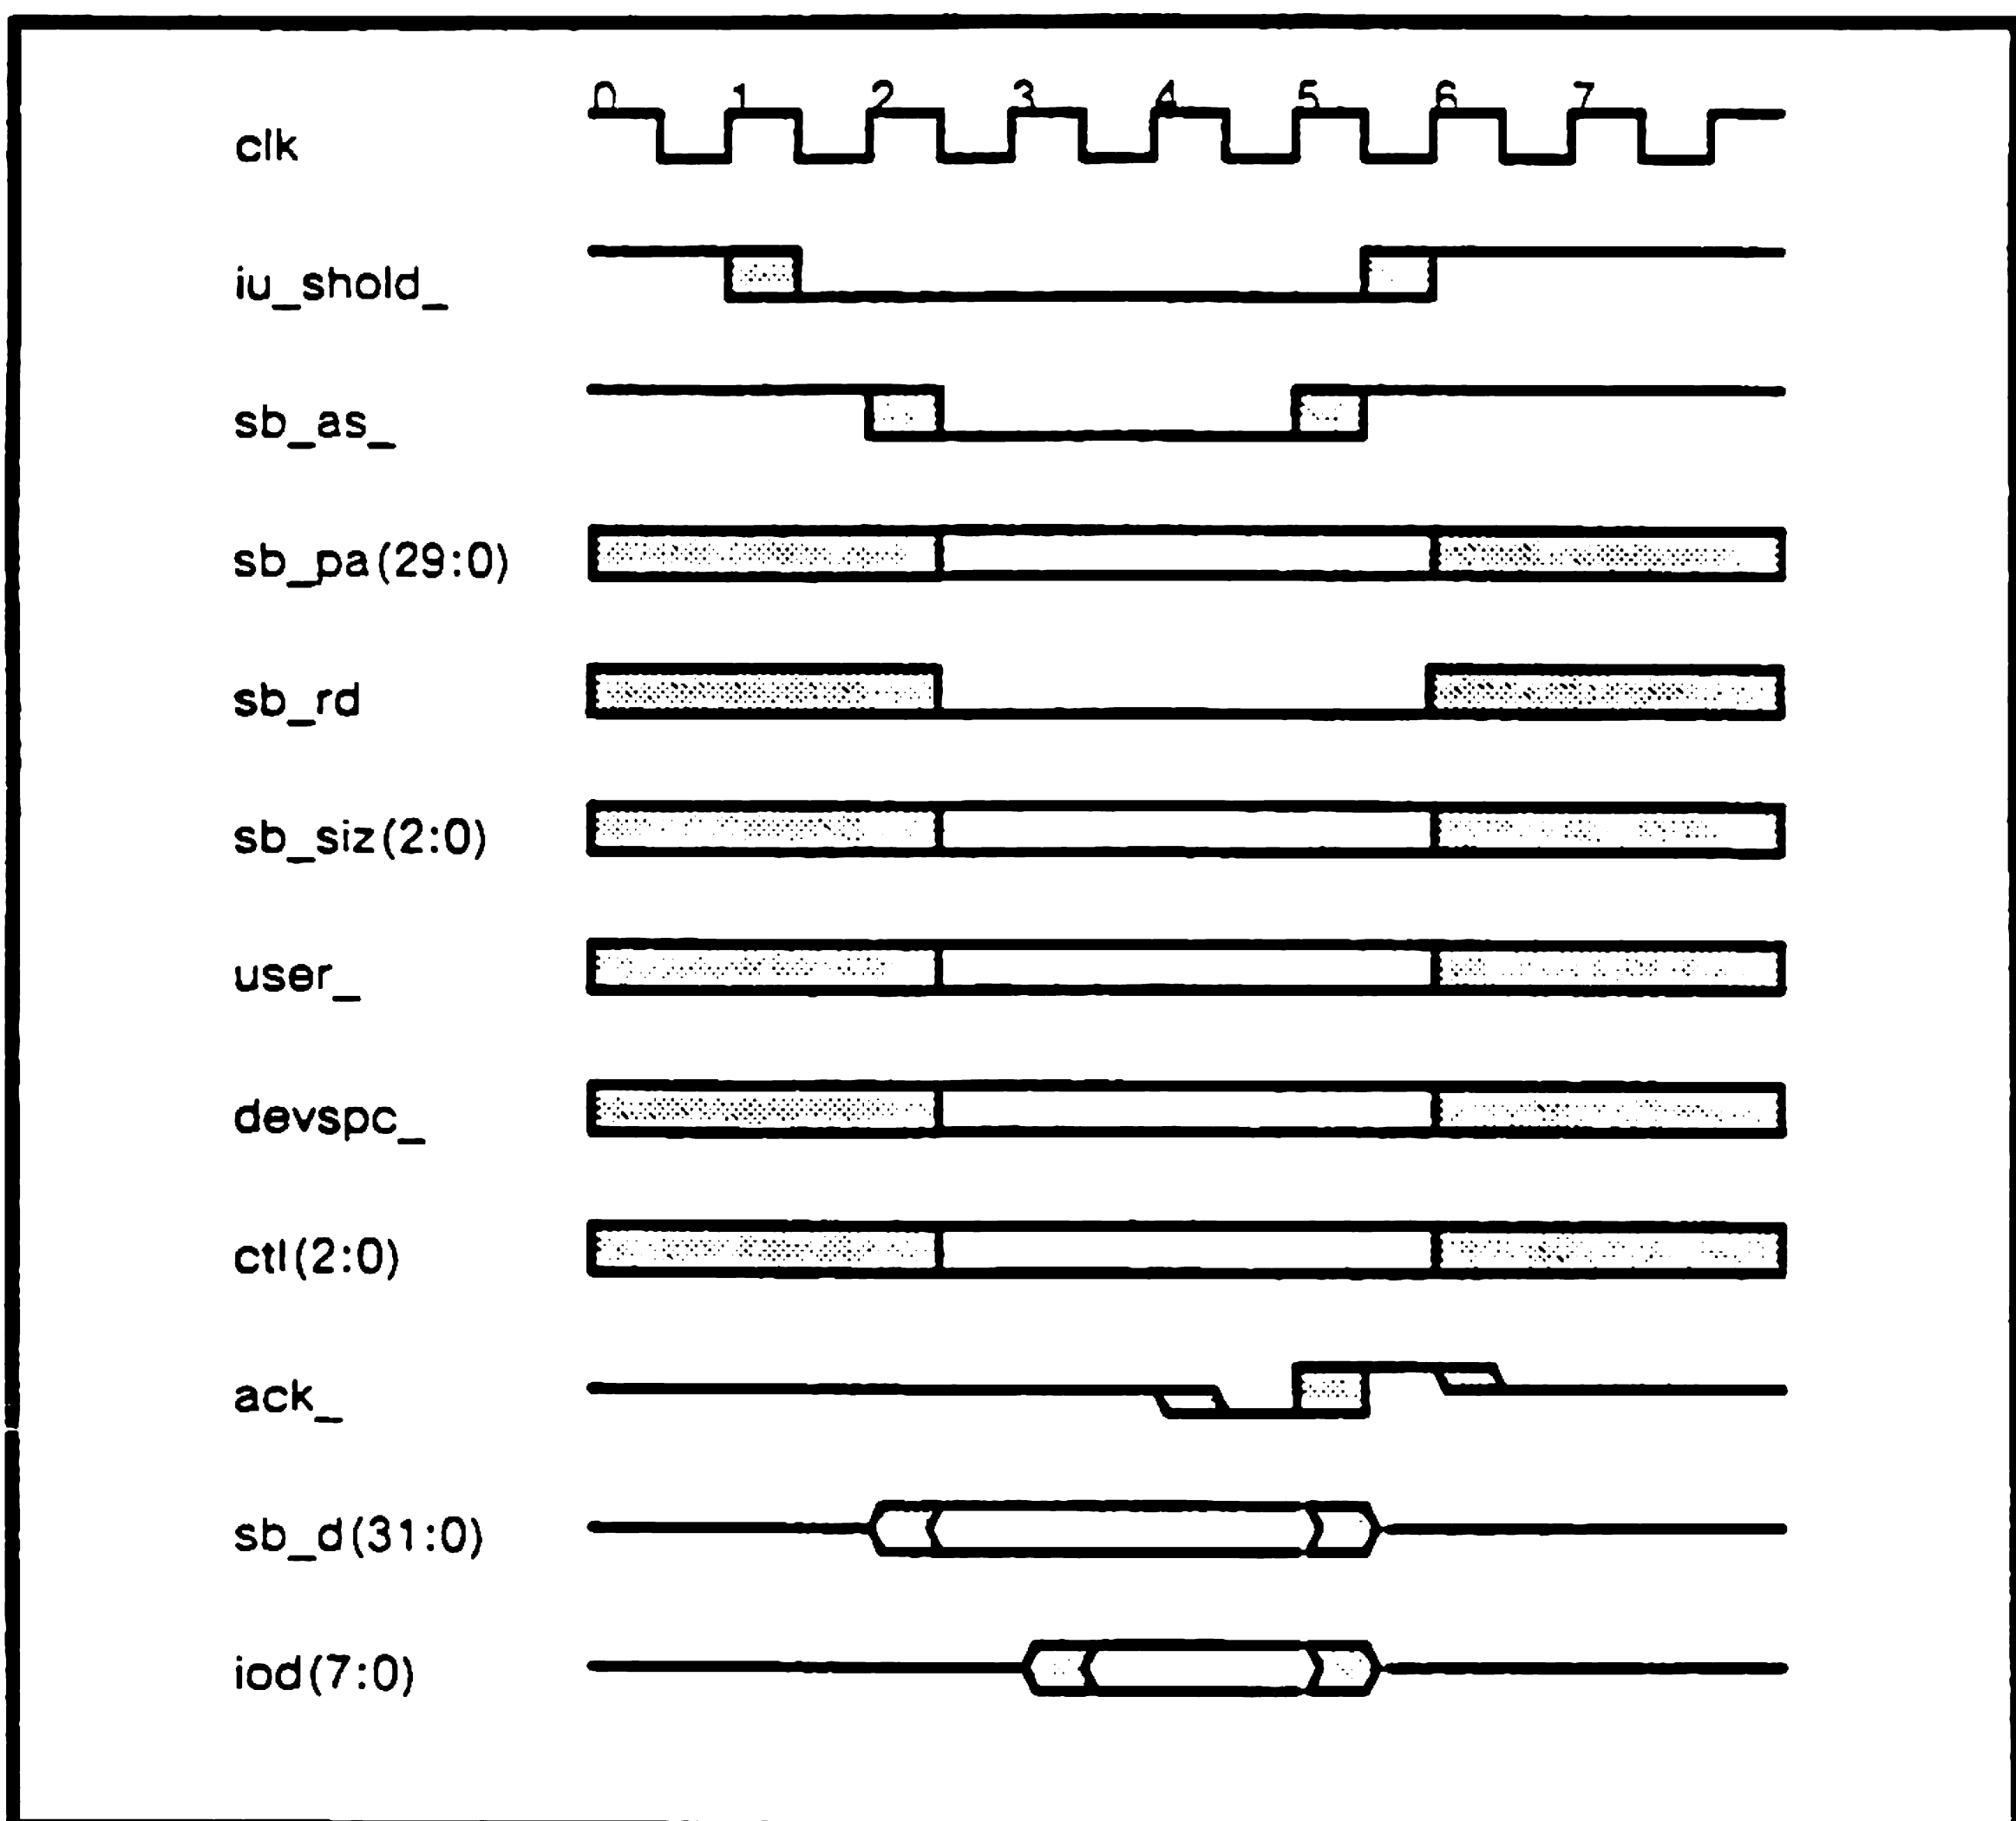 0 1 2 3 4 5 6 7
clk
iu_shold_
sb_as_
sb_pa(29:0)
sb_rd
sb_siz(2:0)
user_
devspc_
ctl(2:0)
ack_
sb_d(31:0)
iod(7:0)